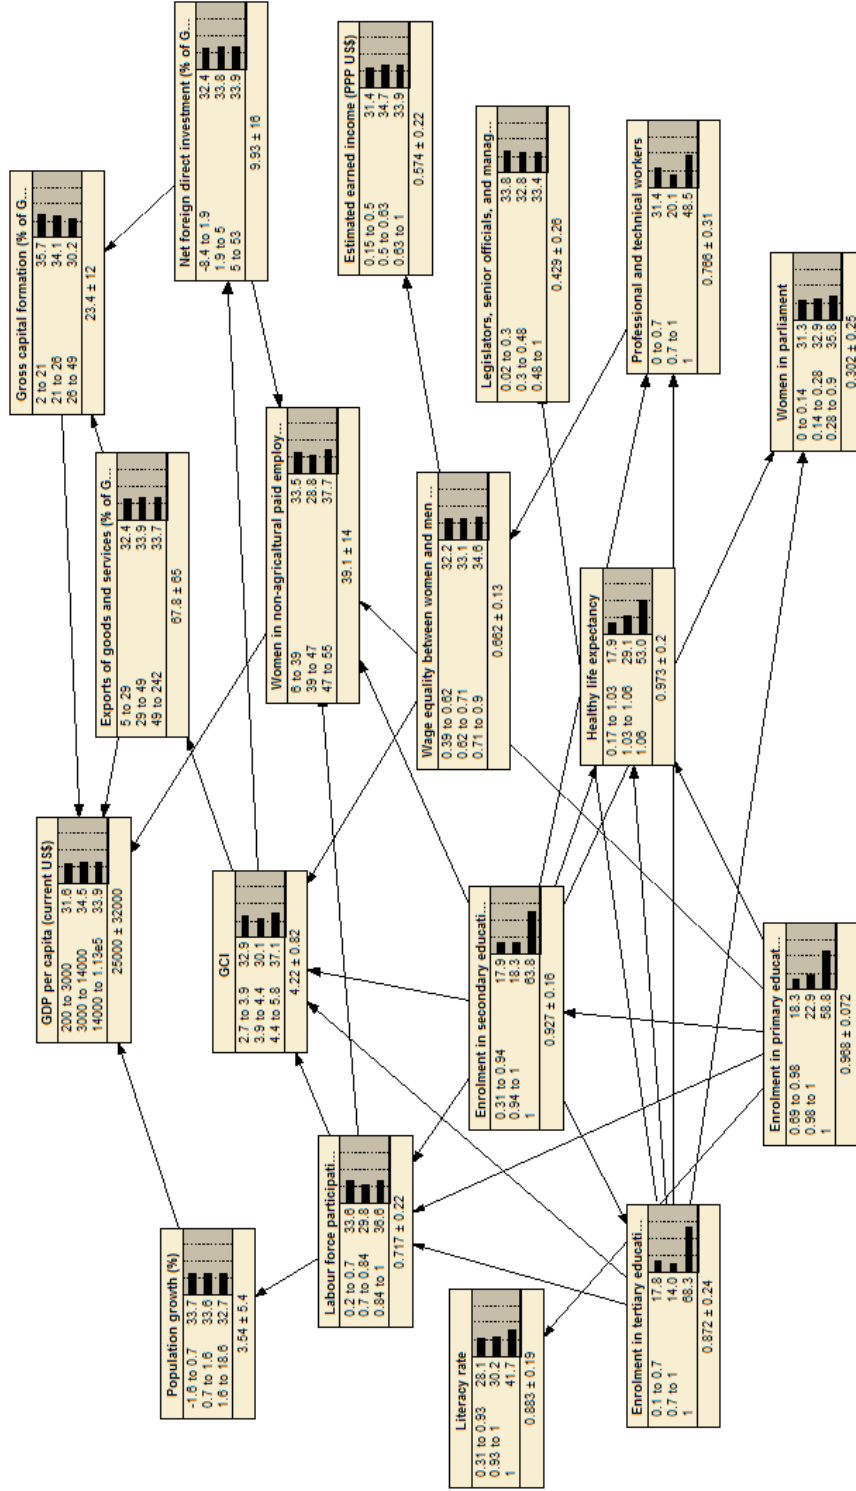 GDP per capita (current US$)
200 to 3000 31.6
3000 to 14000 34.5
14000 to 1.13e5 33.9
25000 ± 32000
Gross capital formation (% of G...
2 to 21 35.7
21 to 26 34.1
26 to 49 30.2
23.4 ± 12
Exports of goods and services (% of G...
5 to 29 32.4
29 to 49 33.9
49 to 242 33.7
67.8 ± 65
Population growth (%)
-1.6 to 0.7 33.7
0.7 to 1.6 33.6
1.6 to 18.6 32.7
3.54 ± 5.4
Net foreign direct investment (% of G...
-8.4 to 1.9 32.4
1.9 to 5 33.8
5 to 53 33.9
9.93 ± 16
GCI
2.7 to 3.9 32.9
3.9 to 4.4 30.1
4.4 to 5.8 37.1
4.22 ± 0.82
Women in non-agricaltural paid employ...
6 to 39 33.5
39 to 47 28.8
47 to 55 37.7
39.1 ± 14
Labour force participati...
0.2 to 0.7 33.6
0.7 to 0.84 29.8
0.84 to 1 36.6
0.717 ± 0.22
Estimated earned income (PPP US$)
0.15 to 0.5 31.4
0.5 to 0.63 34.7
0.63 to 1 33.9
0.574 ± 0.22
Wage equality between women and men ...
0.39 to 0.62 32.2
0.62 to 0.71 33.1
0.71 to 0.9 34.6
0.662 ± 0.13
Literacy rate
0.31 to 0.93 28.1
0.93 to 1 30.2
1 41.7
0.883 ± 0.19
Enrolment in secondary educati...
0.31 to 0.94 17.9
0.94 to 1 18.3
1 63.8
0.927 ± 0.16
Legislators, senior officials, and manag...
0.02 to 0.3 33.8
0.3 to 0.48 32.8
0.48 to 1 33.4
0.429 ± 0.26
Healthy life expectancy
0.17 to 1.03 17.9
1.03 to 1.06 29.1
1.06 53.0
0.973 ± 0.2
Enrolment in tertiary educati...
0.1 to 0.7 17.8
0.7 to 1 14.0
1 68.3
0.872 ± 0.24
Professional and technical workers
0 to 0.7 31.4
0.7 to 1 20.1
1 48.5
0.766 ± 0.31
Enrolment in primary educat...
0.69 to 0.98 18.3
0.98 to 1 22.9
1 58.8
0.968 ± 0.072
Women in parliament
0 to 0.14 31.3
0.14 to 0.28 32.9
0.28 to 0.9 35.8
0.302 ± 0.25